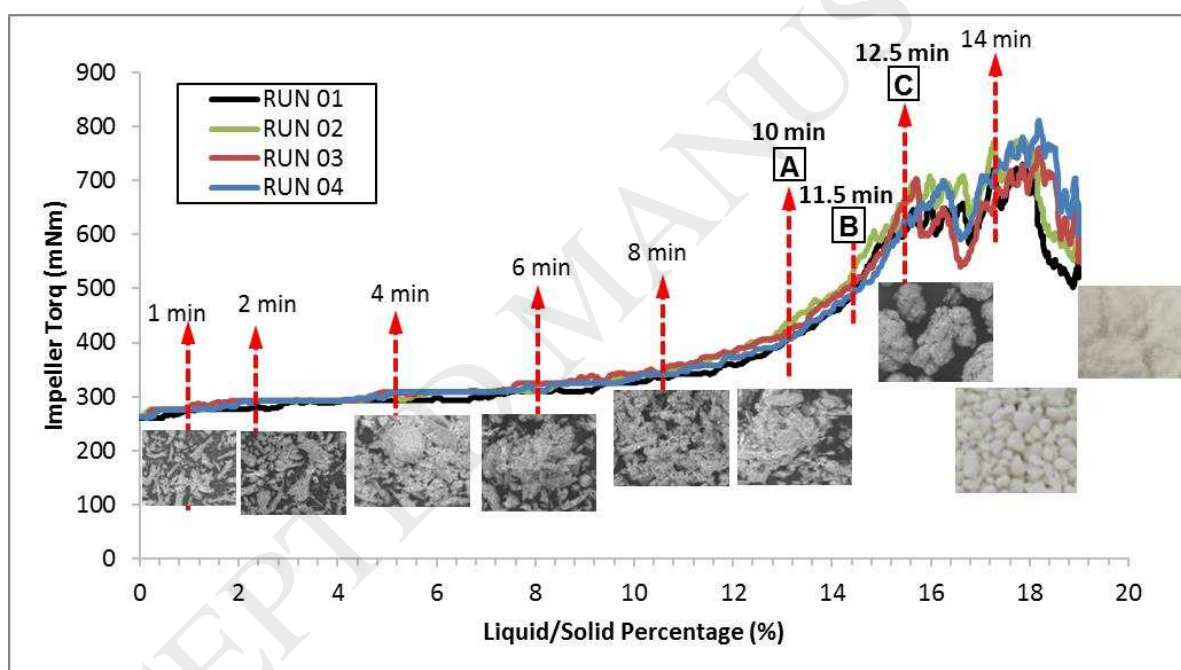 EPTED MANUS
12.5 min
C
14 min
10 min
A
11.5 min
B
8 min
6 min
4 min
2 min
1 min
RUN 01
RUN 02
RUN 03
RUN 04
Impeller Torq (mNm)
900
800
700
600
500
400
300
200
100
0
0 2 4 6 8 10 12 14 16 18 20
Liquid/Solid Percentage (%)